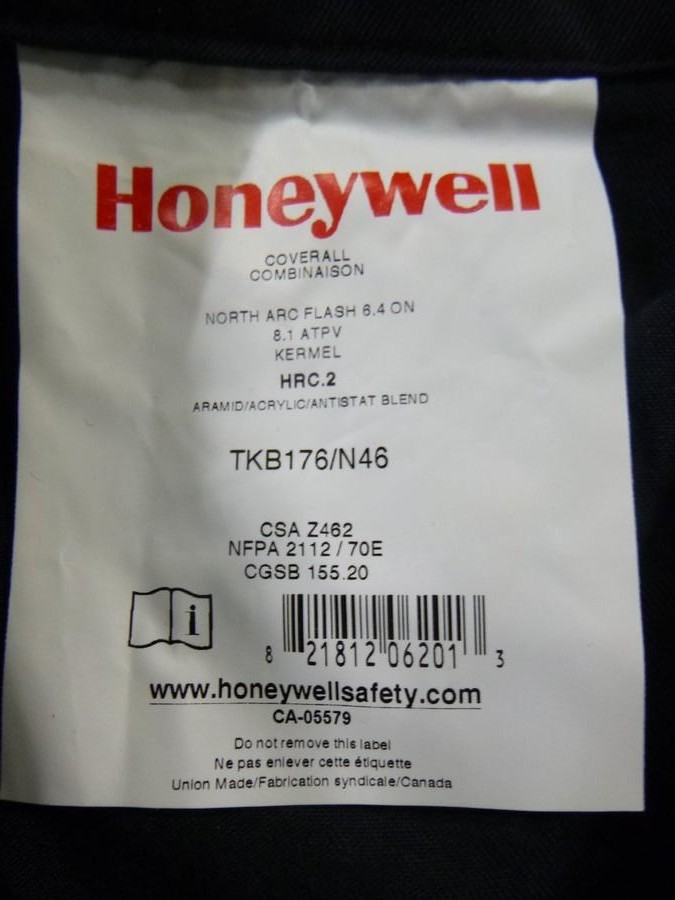 Honeywell
COVERALL
COMBINAISON
NORTH ARC FLASH 6.4 ON
8.1 ATPV
KERMEL
HRC.2
ARAMID/ACRYLIC/ANTISTAT BLEND
TKB176/N46
CSA Z462
NFPA 2112 / 70E
CGSB 155.20
i
8 21812 06201 3
www.honeywellsafety.com
CA-05579
Do not remove this label
Ne pas enlever cette étiquette
Union Made/Fabrication syndicale/Canada